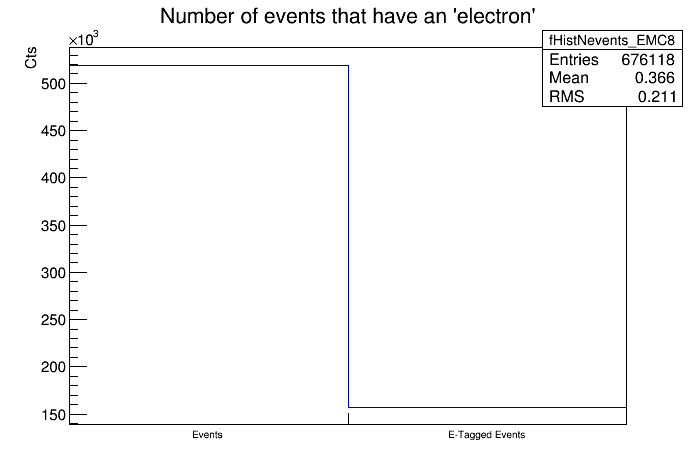 Number of events that have an 'electron'
×10³
Cts
fHistNevents_EMC8
Entries 676118
Mean 0.366
RMS 0.211
500
450
400
350
300
250
200
150
Events E-Tagged Events